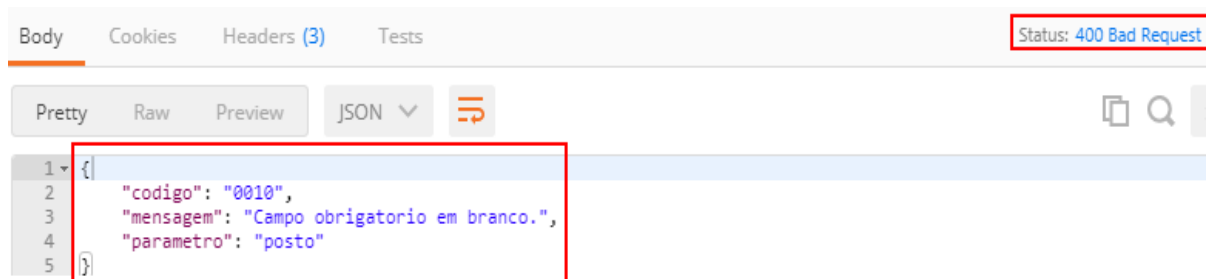 Body Cookies Headers (3) Tests Status: 400 Bad Request
Pretty Raw Preview JSON
1 {
2 "codigo": "0010",
3 "mensagem": "Campo obrigatorio em branco.",
4 "parametro": "posto"
5 }